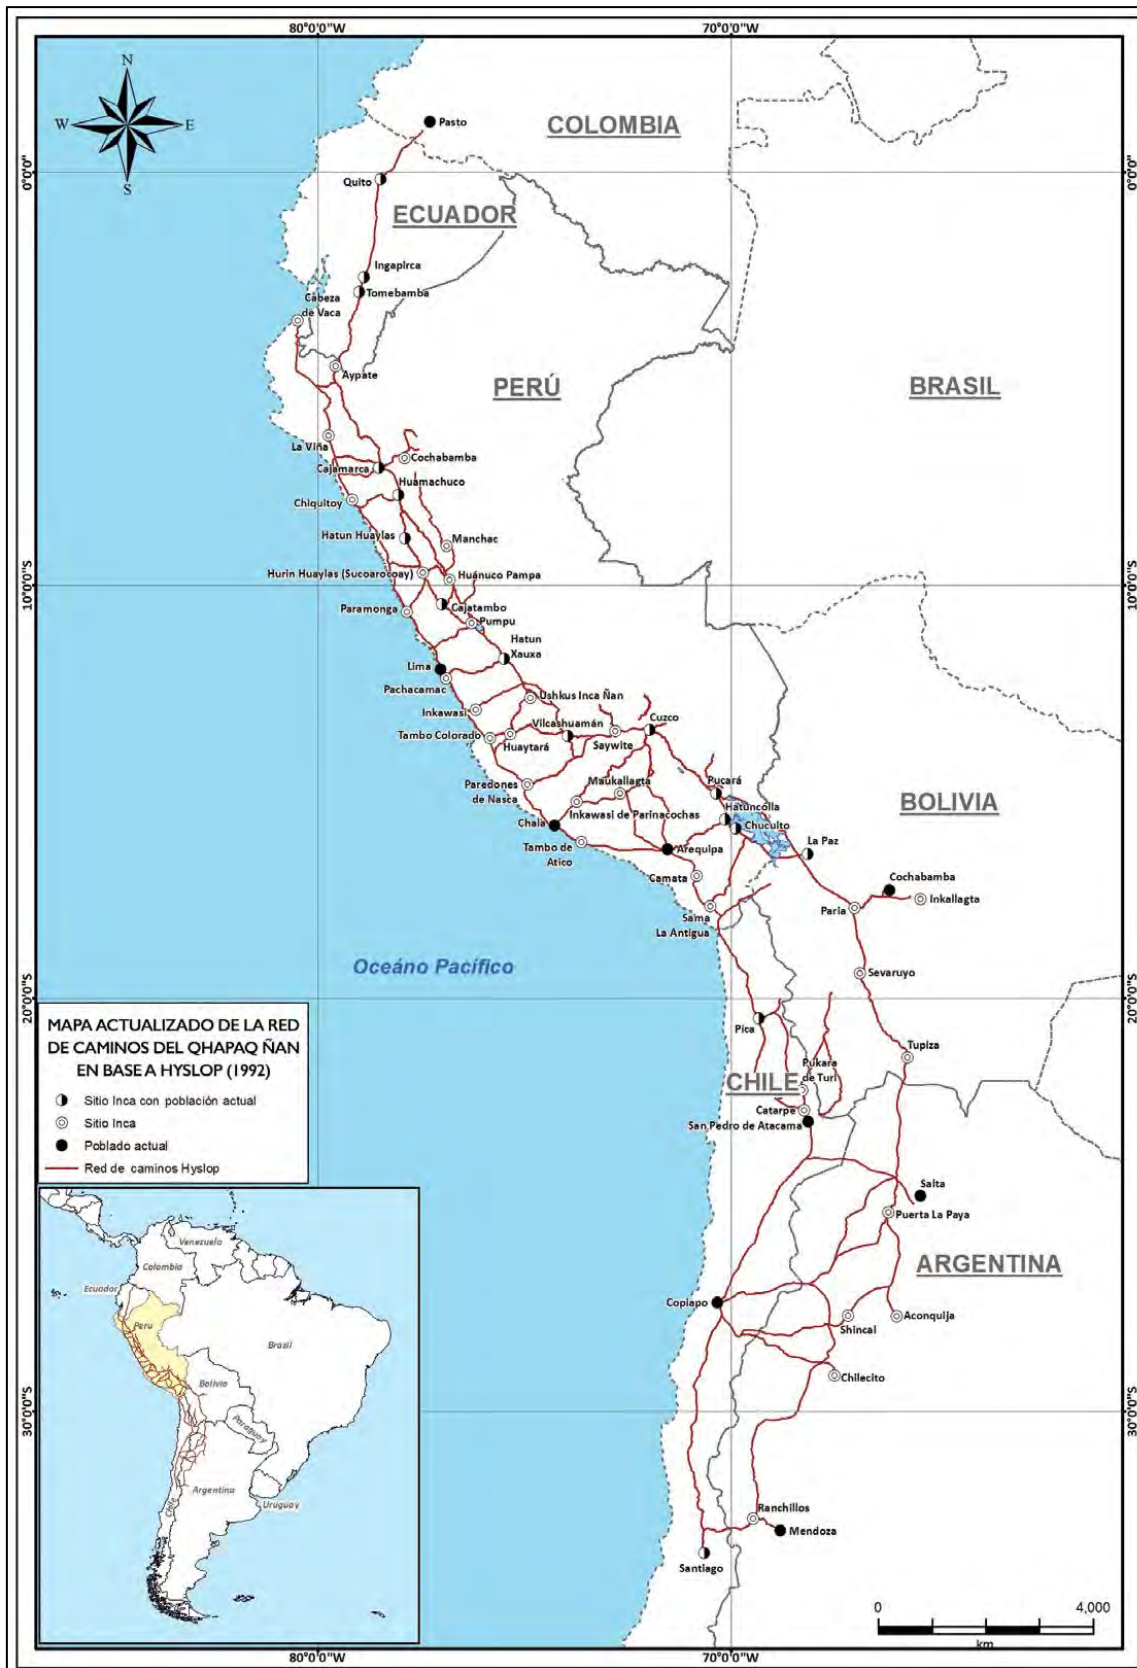 80°0'0"W
70°0'0"W
N
W
E
S
Pasto
COLOMBIA
0°0'0"
0°0'0"
Quito
ECUADOR
Ingapirca
Tomebamba
Cabeza
de Vaca
Aypate
PERÚ
BRASIL
La Viña
Cochabamba
Cajamarca
Huamachuco
Chiquitoy
Hatun Huaylas
Manchac
Hurin Huaylas (Sucoarocoay)
Huánuco Pampa
10°0'0"S
10°0'0"S
Paramonga
Cajatambo
Pumpu
Hatun
Xauxa
Lima
Pachacamac
Ushkus Inca Ñan
Inkawasi
Vilcashuamán
Cuzco
Tambo Colorado
Huaytará
Saywite
Paredones
de Nasca
Maukallagta
Pucará
Inkawasi de Parinacochas
Hatuncolla
BOLIVIA
Chala
Chucuito
Tambo de
Atico
Arequipa
La Paz
Camata
Cochabamba
Inkallagta
Paria
Sama
La Antigua
Oceáno Pacífico
Sevaruyo
20°0'0"S
20°0'0"S
Pica
Tupiza
Pukara
de Turi
CHILE
Catarpe
San Pedro de Atacama
Salta
Puerta La Paya
ARGENTINA
Copiapo
Shincal
Aconquija
Chilecito
30°0'0"S
30°0'0"S
Ranchillos
Mendoza
Santiago
MAPA ACTUALIZADO DE LA RED
DE CAMINOS DEL QHAPAQ ÑAN
EN BASE A HYSLOP (1992)
Sitio Inca con población actual
Sitio Inca
Poblado actual
Red de caminos Hyslop
Venezuela
Colombia
Ecuador
Peru
Brasil
Bolivia
Paraguay
Chile
Argentina
Uruguay
0
4,000
km
80°0'0"W
70°0'0"W